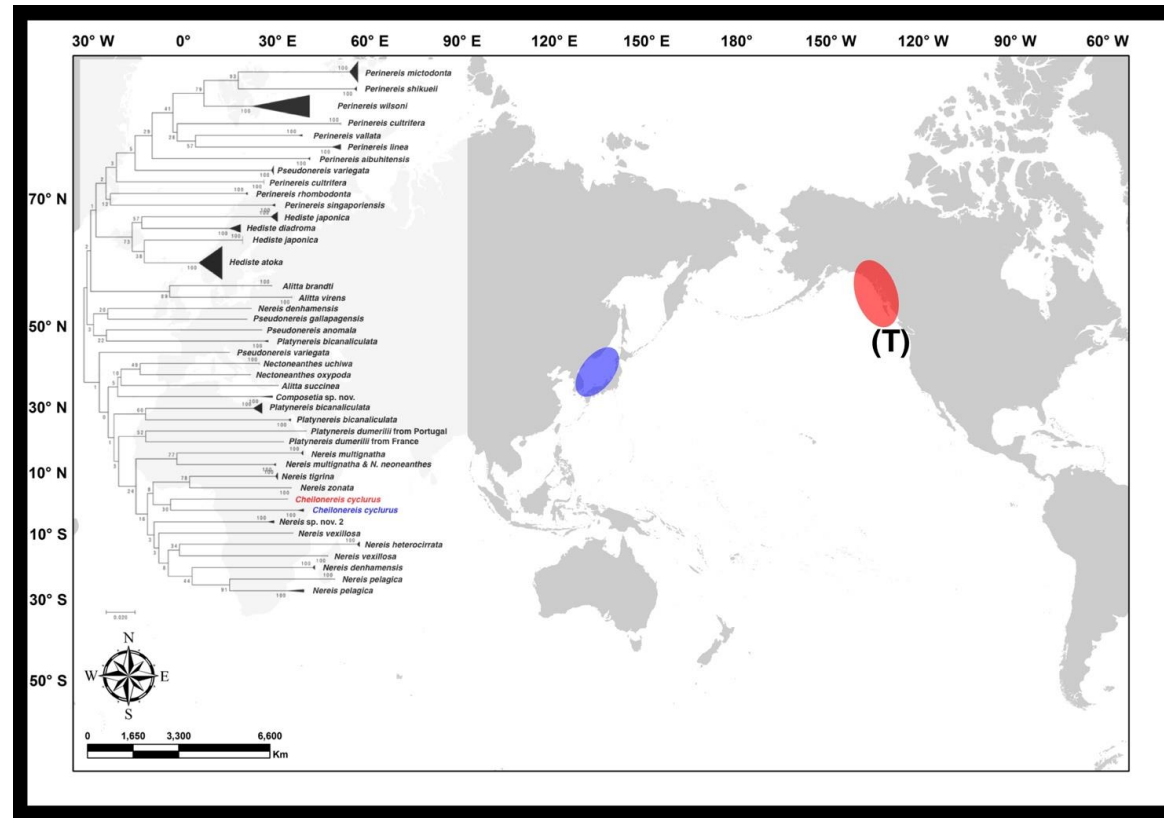 30° W 0° 30° E 60° E 90° E 120° E 150° E 180° 150° W 120° W 90° W 60° W
Perinereis mictodonta
Perinereis shikueii
Perinereis wilsoni
Perinereis cultrifera
Perinereis vallata
Perinereis linea
Perinereis aibuhitensis
Pseudonereis variegata
Perinereis cultrifera
70° N
Perinereis rhombodonta
Perinereis singaporiensis
Hediste japonica
Hediste diadroma
Hediste japonica
Hediste atoka
Alitta brandti
Alitta virens
Nereis denhamensis
Pseudonereis gallapagensis
50° N
Pseudonereis anomala
Platynereis bicanaliculata
(T)
Pseudonereis variegata
Nectoneanthes uchiwa
Nectoneanthes oxypoda
Alitta succinea
Composetia sp. nov.
30° N
Platynereis bicanaliculata
Platynereis bicanaliculata
Platynereis dumerilii from Portugal
Platynereis dumerilii from France
Nereis multignatha
Nereis multignatha & N. neoneanthes
10° N
Nereis tigrina
Nereis zonata
Cheilonereis cyclurus
Cheilonereis cyclurus
Nereis sp. nov. 2
10° S
Nereis vexillosa
Nereis heterocirrata
Nereis vexillosa
Nereis denhamensis
Nereis pelagica
Nereis pelagica
30° S
0.020
N
W E
S
50° S
0 1,650 3,300 6,600
Km